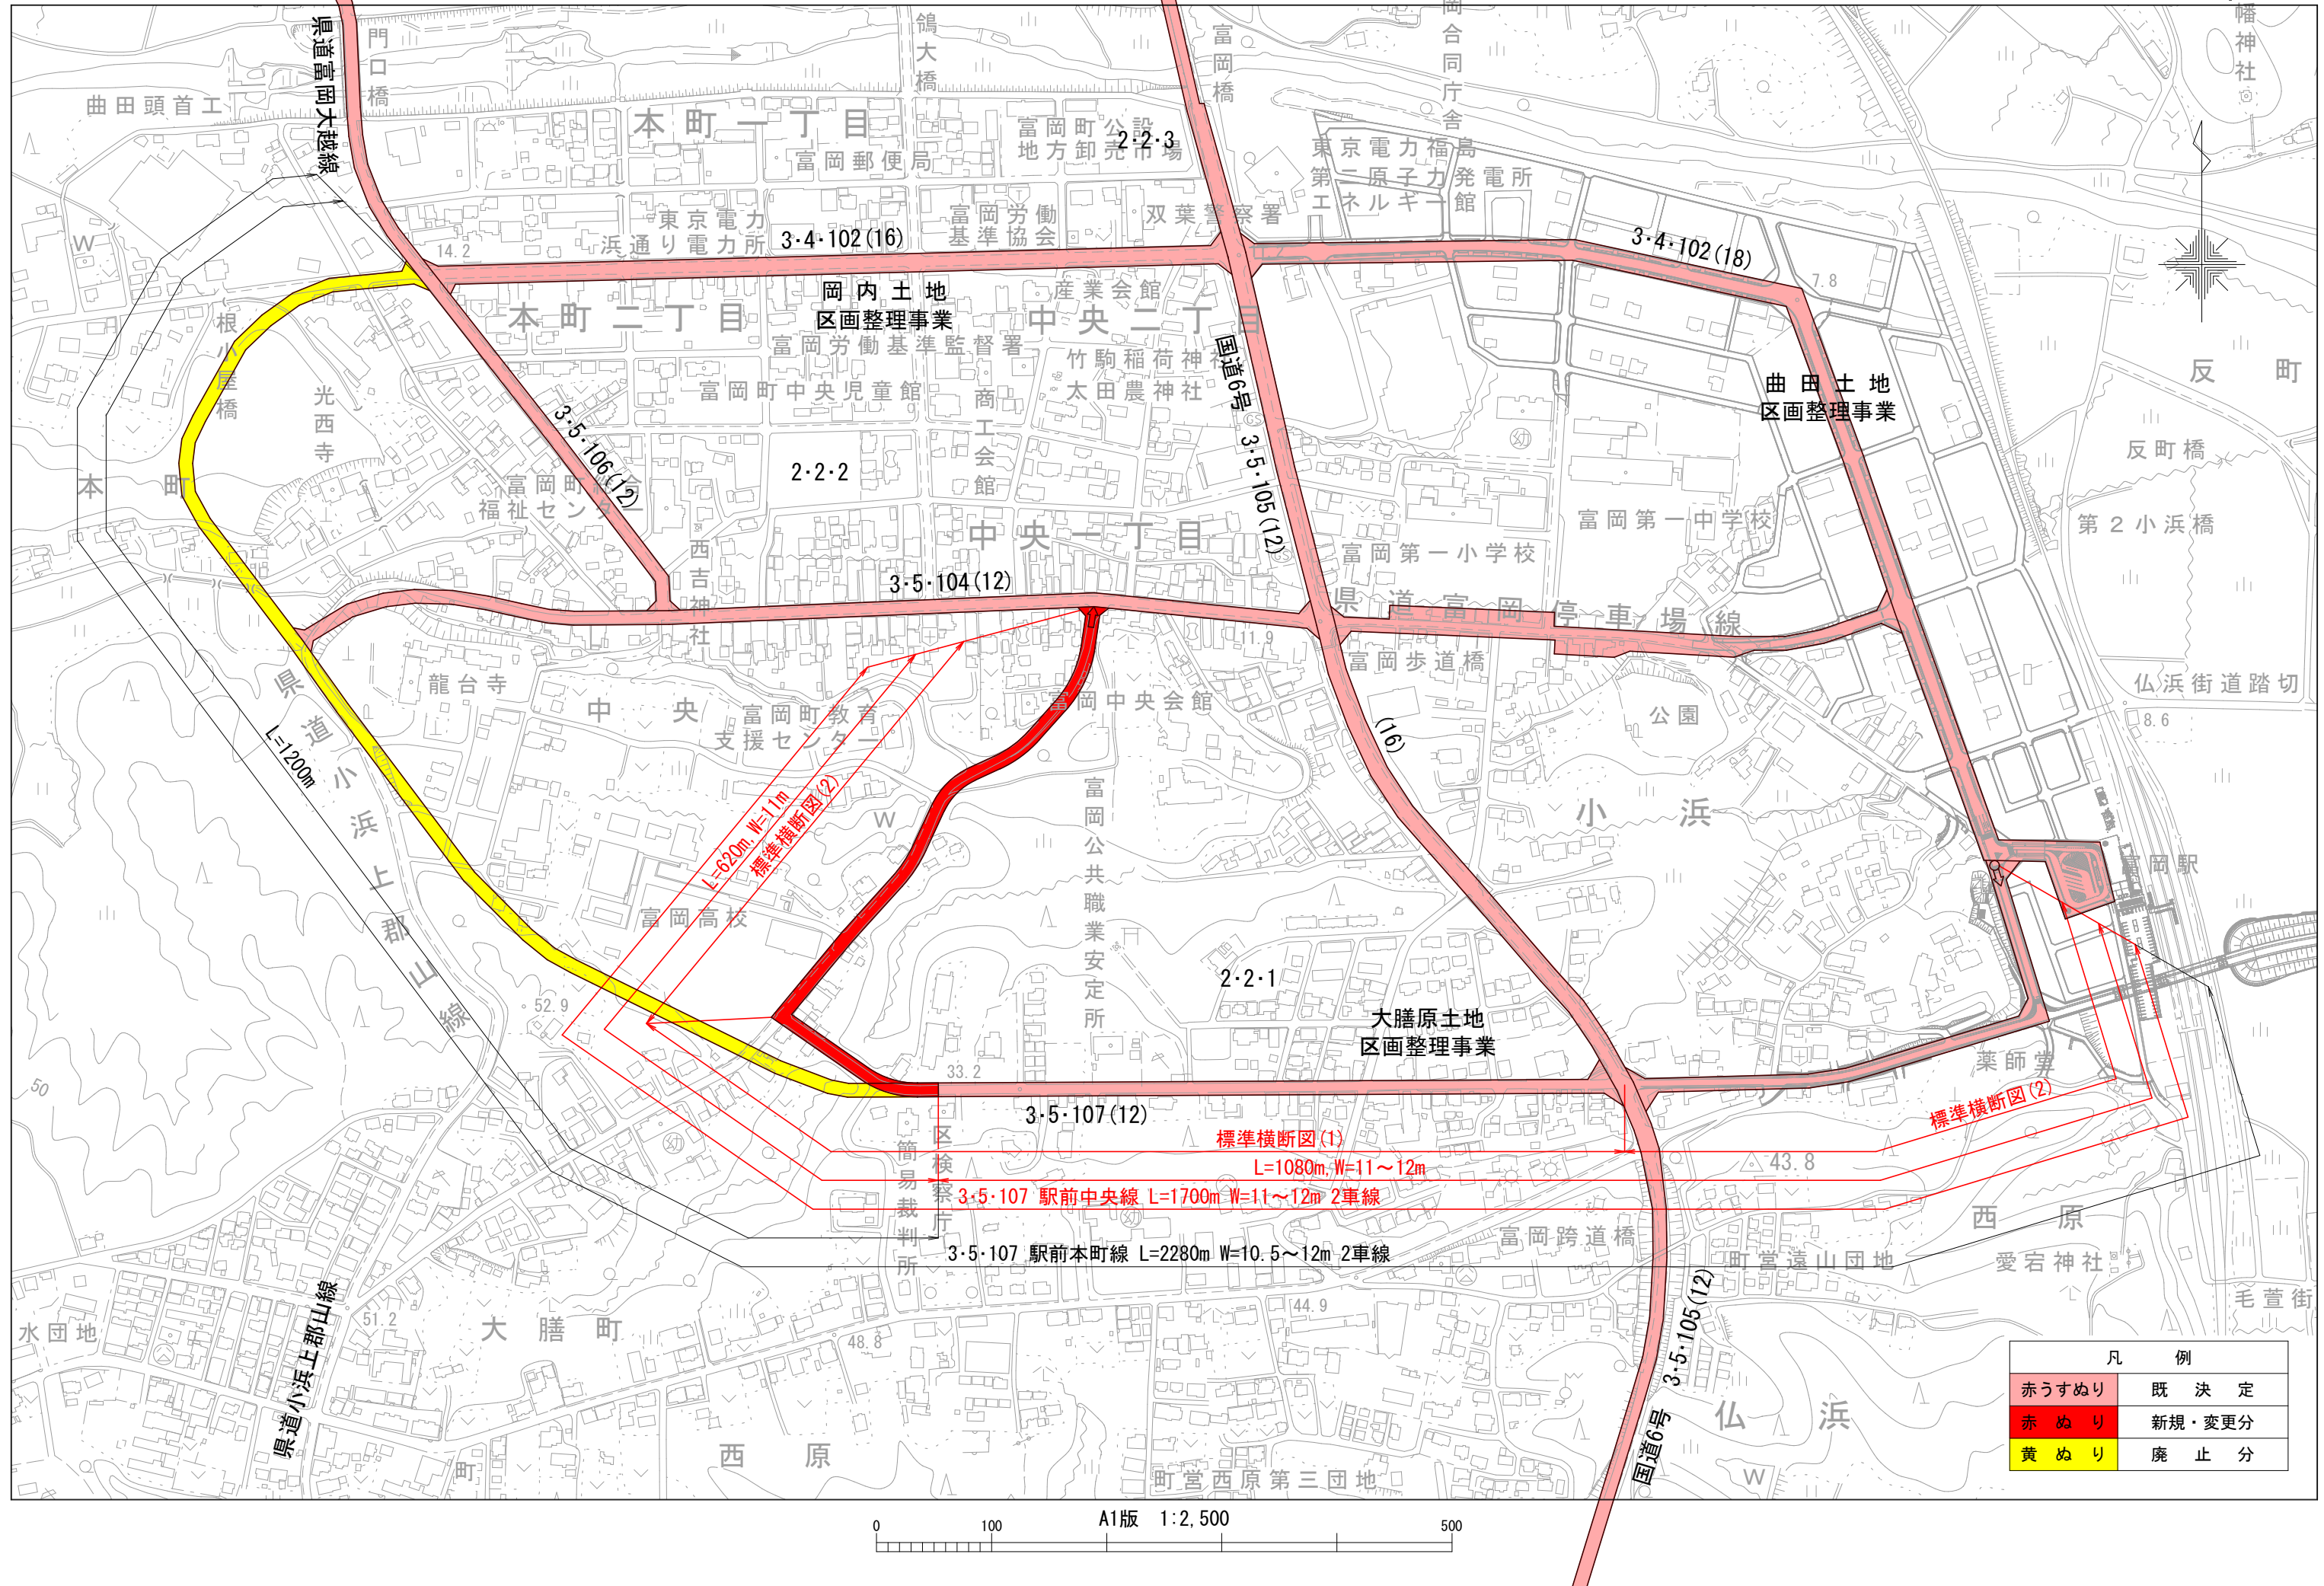 県道富岡大越線
門口橋
鶴大橋
富岡橋
岡合同庁舎
幡神社
曲田頭首工
本町一丁目
富岡郵便局
富岡町公設
地方卸売市場
2・2・3
東京電力福島
第二原子力発電所
エネルギー館
W
14.2
東京電力
浜通り電力所
3・4・102(16)
富岡労働
基準協会
双葉警察署
3・4・102(18)
7.8
根小屋橋
本町二丁目
岡内土地
区画整理事業
産業会館
中央二丁目
富岡労働基準監督署
竹駒稲荷神社
太田農神社
国道6号
3・5・105(12)
富岡町中央児童館
商工会館
光西寺
3・5・106(12)
曲田土地
区画整理事業
反町
反町橋
本町
富岡町総合
福祉センター
2・2・2
GS
幼
西吉神社
中央一丁目
富岡第一中学校
富岡第一小学校
第2小浜橋
GS
3・5・104(12)
県道富岡停車場線
11.9
富岡歩道橋
龍台寺
中央
富岡町教育
支援センター
富岡中央会館
公園
仏浜街道踏切
8.6
県道小浜上郡山線
L=1200m
L=620m, W=11m
標準横断図(2)
W
富岡公共職業安定所
(16)
小浜
富岡駅
富岡高校
52.9
2・2・1
大膳原土地
区画整理事業
50
33.2
薬師堂
3・5・107(12)
標準横断図(2)
標準横断図(1)
L=1080m, W=11～12m
43.8
幼
簡易裁判所
区検察庁
3・5・107 駅前中央線 L=1700m W=11～12m 2車線
幼
西原
富岡跨道橋
3・5・107 駅前本町線 L=2280m W=10.5～12m 2車線
町営遠山団地
愛宕神社
毛萱街
44.9
3・5・105(12)
水団地
51.2
大膳町
48.8
県道小浜上郡山線
凡例
赤うすぬり 既決定
赤ぬり 新規・変更分
黄ぬり 廃止分
仏浜
国道6号
町
西原
町営西原第三団地
W
A1版 1:2,500
0 100 500